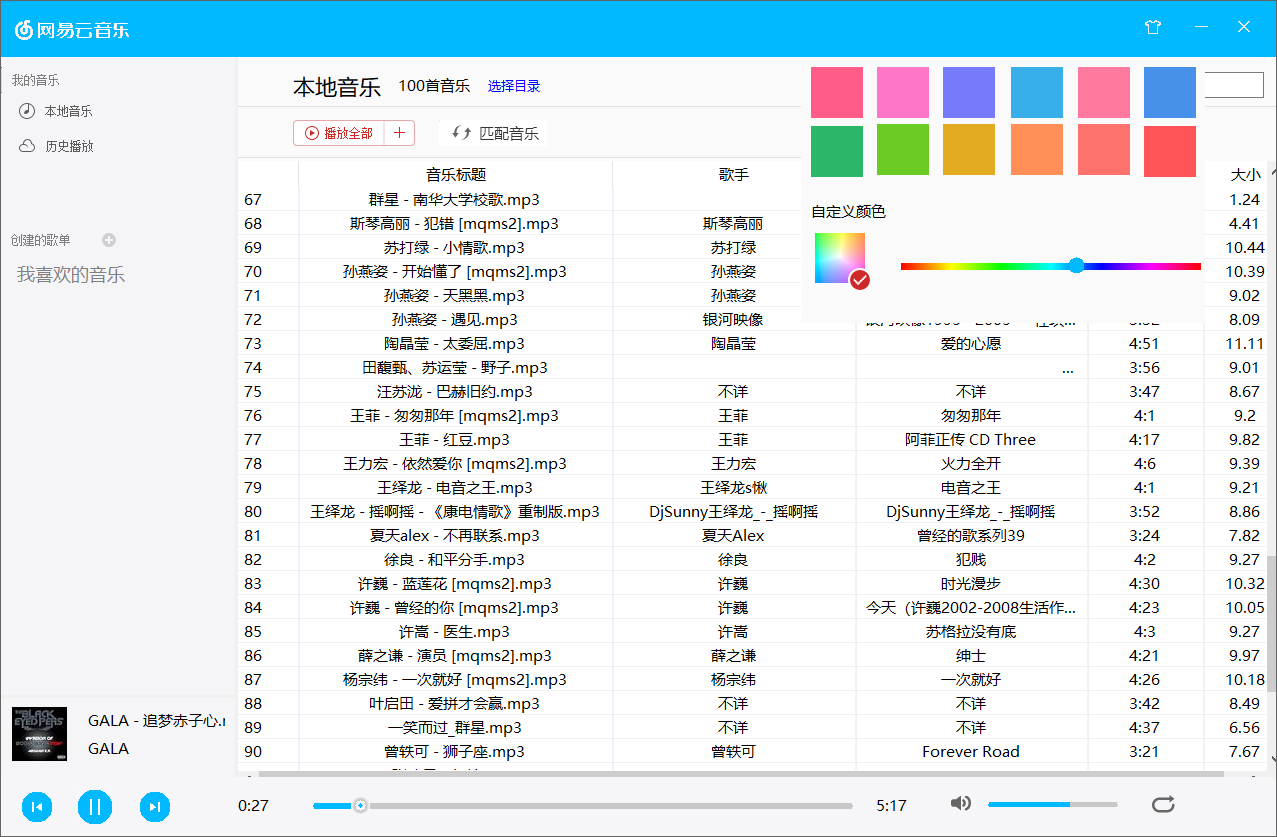 网易云音乐
我的音乐
本地音乐
历史播放
创建的歌单
我喜欢的音乐
本地音乐 100首音乐 选择目录
播放全部 + 匹配音乐
自定义颜色
音乐标题 歌手 大小
67 群星 - 南华大学校歌.mp3 1.24
68 斯琴高丽 - 犯错 [mqms2].mp3 斯琴高丽 4.41
69 苏打绿 - 小情歌.mp3 苏打绿 10.44
70 孙燕姿 - 开始懂了 [mqms2].mp3 孙燕姿 10.39
71 孙燕姿 - 天黑黑.mp3 孙燕姿 9.02
72 孙燕姿 - 遇见.mp3 银河映像 8.09
73 陶晶莹 - 太委屈.mp3 陶晶莹 爱的心愿 4:51 11.11
74 田馥甄、苏运莹 - 野子.mp3 ... 3:56 9.01
75 汪苏泷 - 巴赫旧约.mp3 不详 不详 3:47 8.67
76 王菲 - 匆匆那年 [mqms2].mp3 王菲 匆匆那年 4:1 9.2
77 王菲 - 红豆.mp3 王菲 阿菲正传 CD Three 4:17 9.82
78 王力宏 - 依然爱你 [mqms2].mp3 王力宏 火力全开 4:6 9.39
79 王绎龙 - 电音之王.mp3 王绎龙s愀 电音之王 4:1 9.21
80 王绎龙 - 摇啊摇 - 《康电情歌》重制版.mp3 DjSunny王绎龙_-_摇啊摇 DjSunny王绎龙_-_摇啊摇 3:52 8.86
81 夏天alex - 不再联系.mp3 夏天Alex 曾经的歌系列39 3:24 7.82
82 徐良 - 和平分手.mp3 徐良 犯贱 4:2 9.27
83 许巍 - 蓝莲花 [mqms2].mp3 许巍 时光漫步 4:30 10.32
84 许巍 - 曾经的你 [mqms2].mp3 许巍 今天（许巍2002-2008生活作... 4:23 10.05
85 许嵩 - 医生.mp3 许嵩 苏格拉没有底 4:3 9.27
86 薛之谦 - 演员 [mqms2].mp3 薛之谦 绅士 4:21 9.97
87 杨宗纬 - 一次就好 [mqms2].mp3 杨宗纬 一次就好 4:26 10.18
88 叶启田 - 爱拼才会赢.mp3 不详 不详 3:42 8.49
89 一笑而过_群星.mp3 不详 不详 4:37 6.56
90 曾轶可 - 狮子座.mp3 曾轶可 Forever Road 3:21 7.67
GALA - 追梦赤子心.
GALA
0:27 5:17